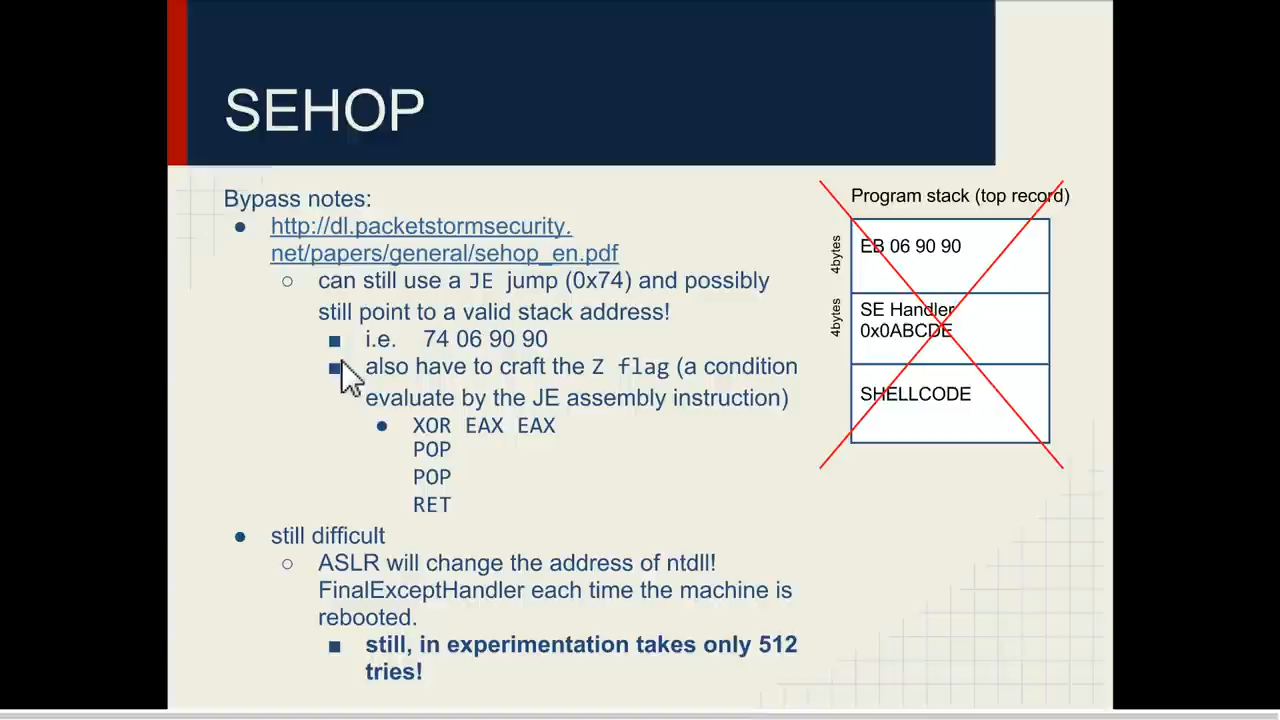 SEHOP
Bypass notes:
● http://dl.packetstormsecurity.
net/papers/general/sehop_en.pdf
○ can still use a JE jump (0x74) and possibly
still point to a valid stack address!
■ i.e. 74 06 90 90
■ also have to craft the Z flag (a condition
evaluate by the JE assembly instruction)
● XOR EAX EAX
POP
POP
RET
● still difficult
○ ASLR will change the address of ntdll!
FinalExceptHandler each time the machine is
rebooted.
■ still, in experimentation takes only 512
tries!
Program stack (top record)
4bytes
EB 06 90 90
4bytes
SE Handler
0x0ABCDE
SHELLCODE